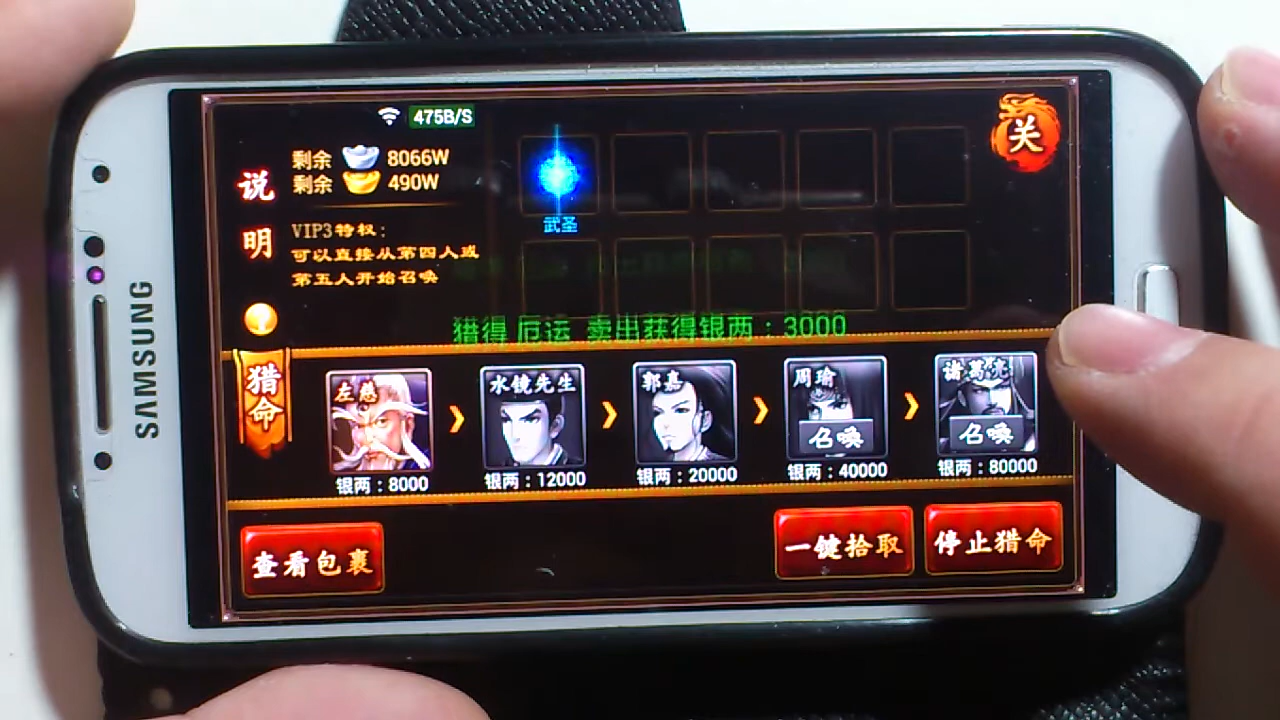 475B/S
关
剩余 8066W
剩余 490W
说明
VIP3特权:
可以直接从第四人或
第五人开始召唤
武圣
猎得 厄运 卖出获得银两:3000
猎命
左慈
水镜先生
郭嘉
周瑜
诸葛亮
召唤
召唤
银两:8000
银两:12000
银两:20000
银两:40000
银两:80000
查看包裹
一键拾取
停止猎命
SAMSUNG